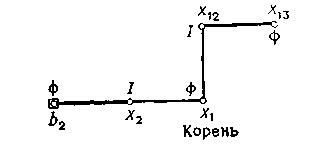 X12 X13
I Ф
Ф I Ф
b2 X2 X1
Корень